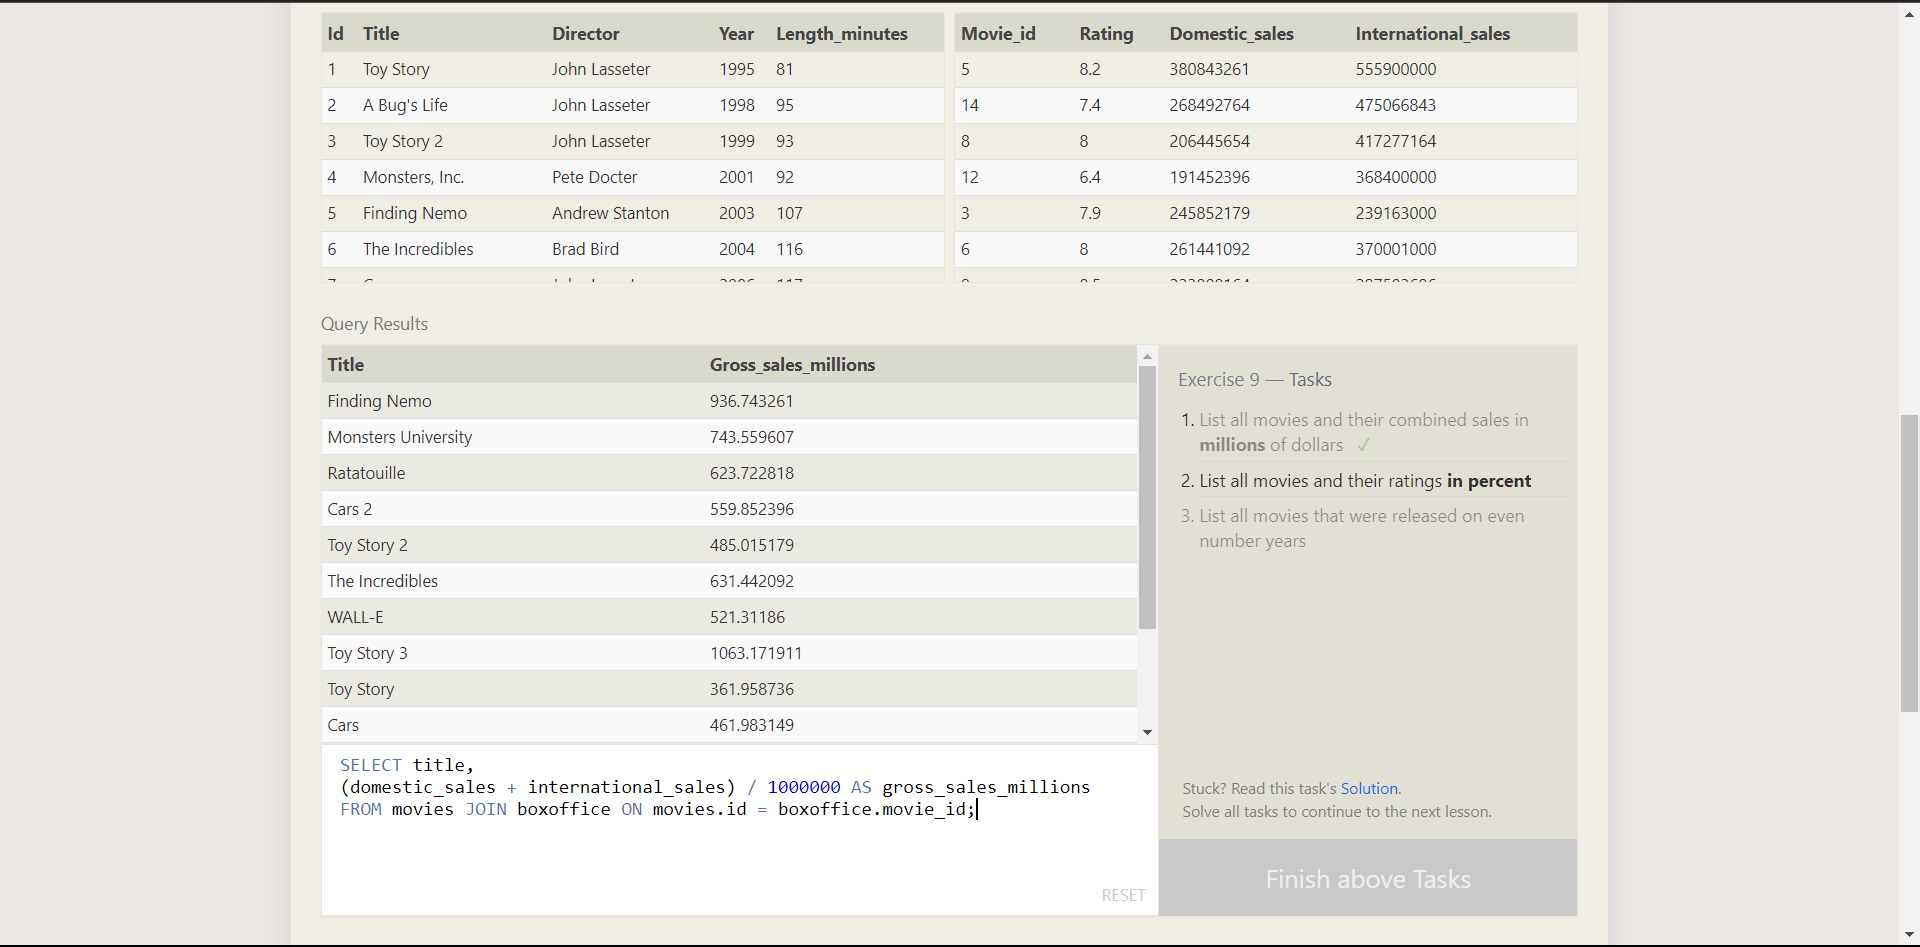 Id Title Director Year Length_minutes
1 Toy Story John Lasseter 1995 81
2 A Bug's Life John Lasseter 1998 95
3 Toy Story 2 John Lasseter 1999 93
4 Monsters, Inc. Pete Docter 2001 92
5 Finding Nemo Andrew Stanton 2003 107
6 The Incredibles Brad Bird 2004 116
Movie_id Rating Domestic_sales International_sales
5 8.2 380843261 555900000
14 7.4 268492764 475066843
8 8 206445654 417277164
12 6.4 191452396 368400000
3 7.9 245852179 239163000
6 8 261441092 370001000
Query Results
Title Gross_sales_millions
Finding Nemo 936.743261
Monsters University 743.559607
Ratatouille 623.722818
Cars 2 559.852396
Toy Story 2 485.015179
The Incredibles 631.442092
WALL-E 521.31186
Toy Story 3 1063.171911
Toy Story 361.958736
Cars 461.983149
SELECT title,
(domestic_sales + international_sales) / 1000000 AS gross_sales_millions
FROM movies JOIN boxoffice ON movies.id = boxoffice.movie_id;
RESET
Exercise 9 — Tasks
1. List all movies and their combined sales in
millions of dollars ✓
2. List all movies and their ratings in percent
3. List all movies that were released on even
number years
Stuck? Read this task's Solution.
Solve all tasks to continue to the next lesson.
Finish above Tasks